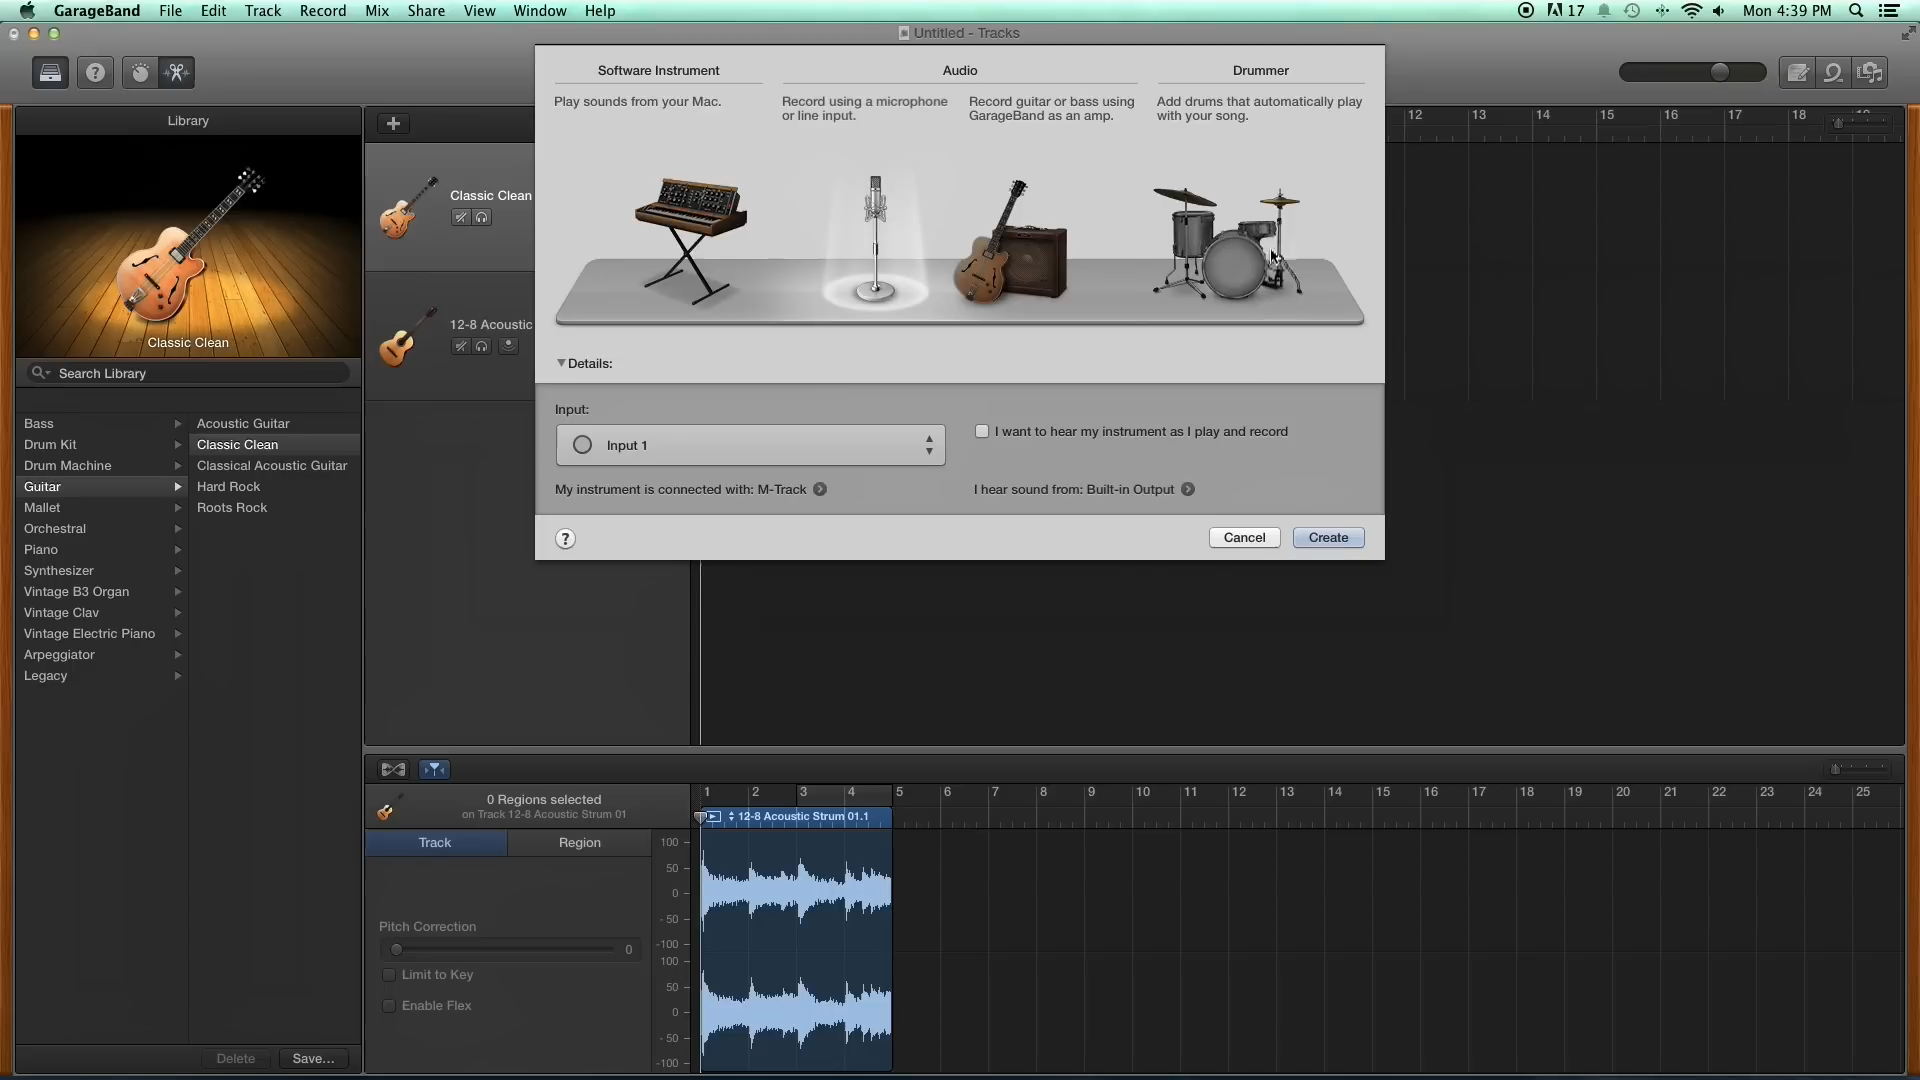 GarageBand File Edit Track Record Mix Share View Window Help
17 Mon 4:39 PM
Untitled - Tracks
?
Software Instrument
Play sounds from your Mac.
Audio
Record using a microphone
or line input.
Record guitar or bass using
GarageBand as an amp.
Drummer
Add drums that automatically play
with your song.
Details:
Input:
Input 1
I want to hear my instrument as I play and record
My instrument is connected with: M-Track
I hear sound from: Built-in Output
?
Cancel
Create
Library
Classic Clean
Search Library
Bass
Drum Kit
Drum Machine
Guitar
Mallet
Orchestral
Piano
Synthesizer
Vintage B3 Organ
Vintage Clav
Vintage Electric Piano
Arpeggiator
Legacy
Acoustic Guitar
Classic Clean
Classical Acoustic Guitar
Hard Rock
Roots Rock
Delete
Save...
Classic Clean
12-8 Acoustic
12 13 14 15 16 17 18
0 Regions selected
on Track 12-8 Acoustic Strum 01
Track
Region
Pitch Correction
0
Limit to Key
Enable Flex
1 2 3 4 5 6 7 8 9 10 11 12 13 14 15 16 17 18 19 20 21 22 23 24 25
12-8 Acoustic Strum 01.1
100
50
0
-50
-100
100
50
0
-50
-100